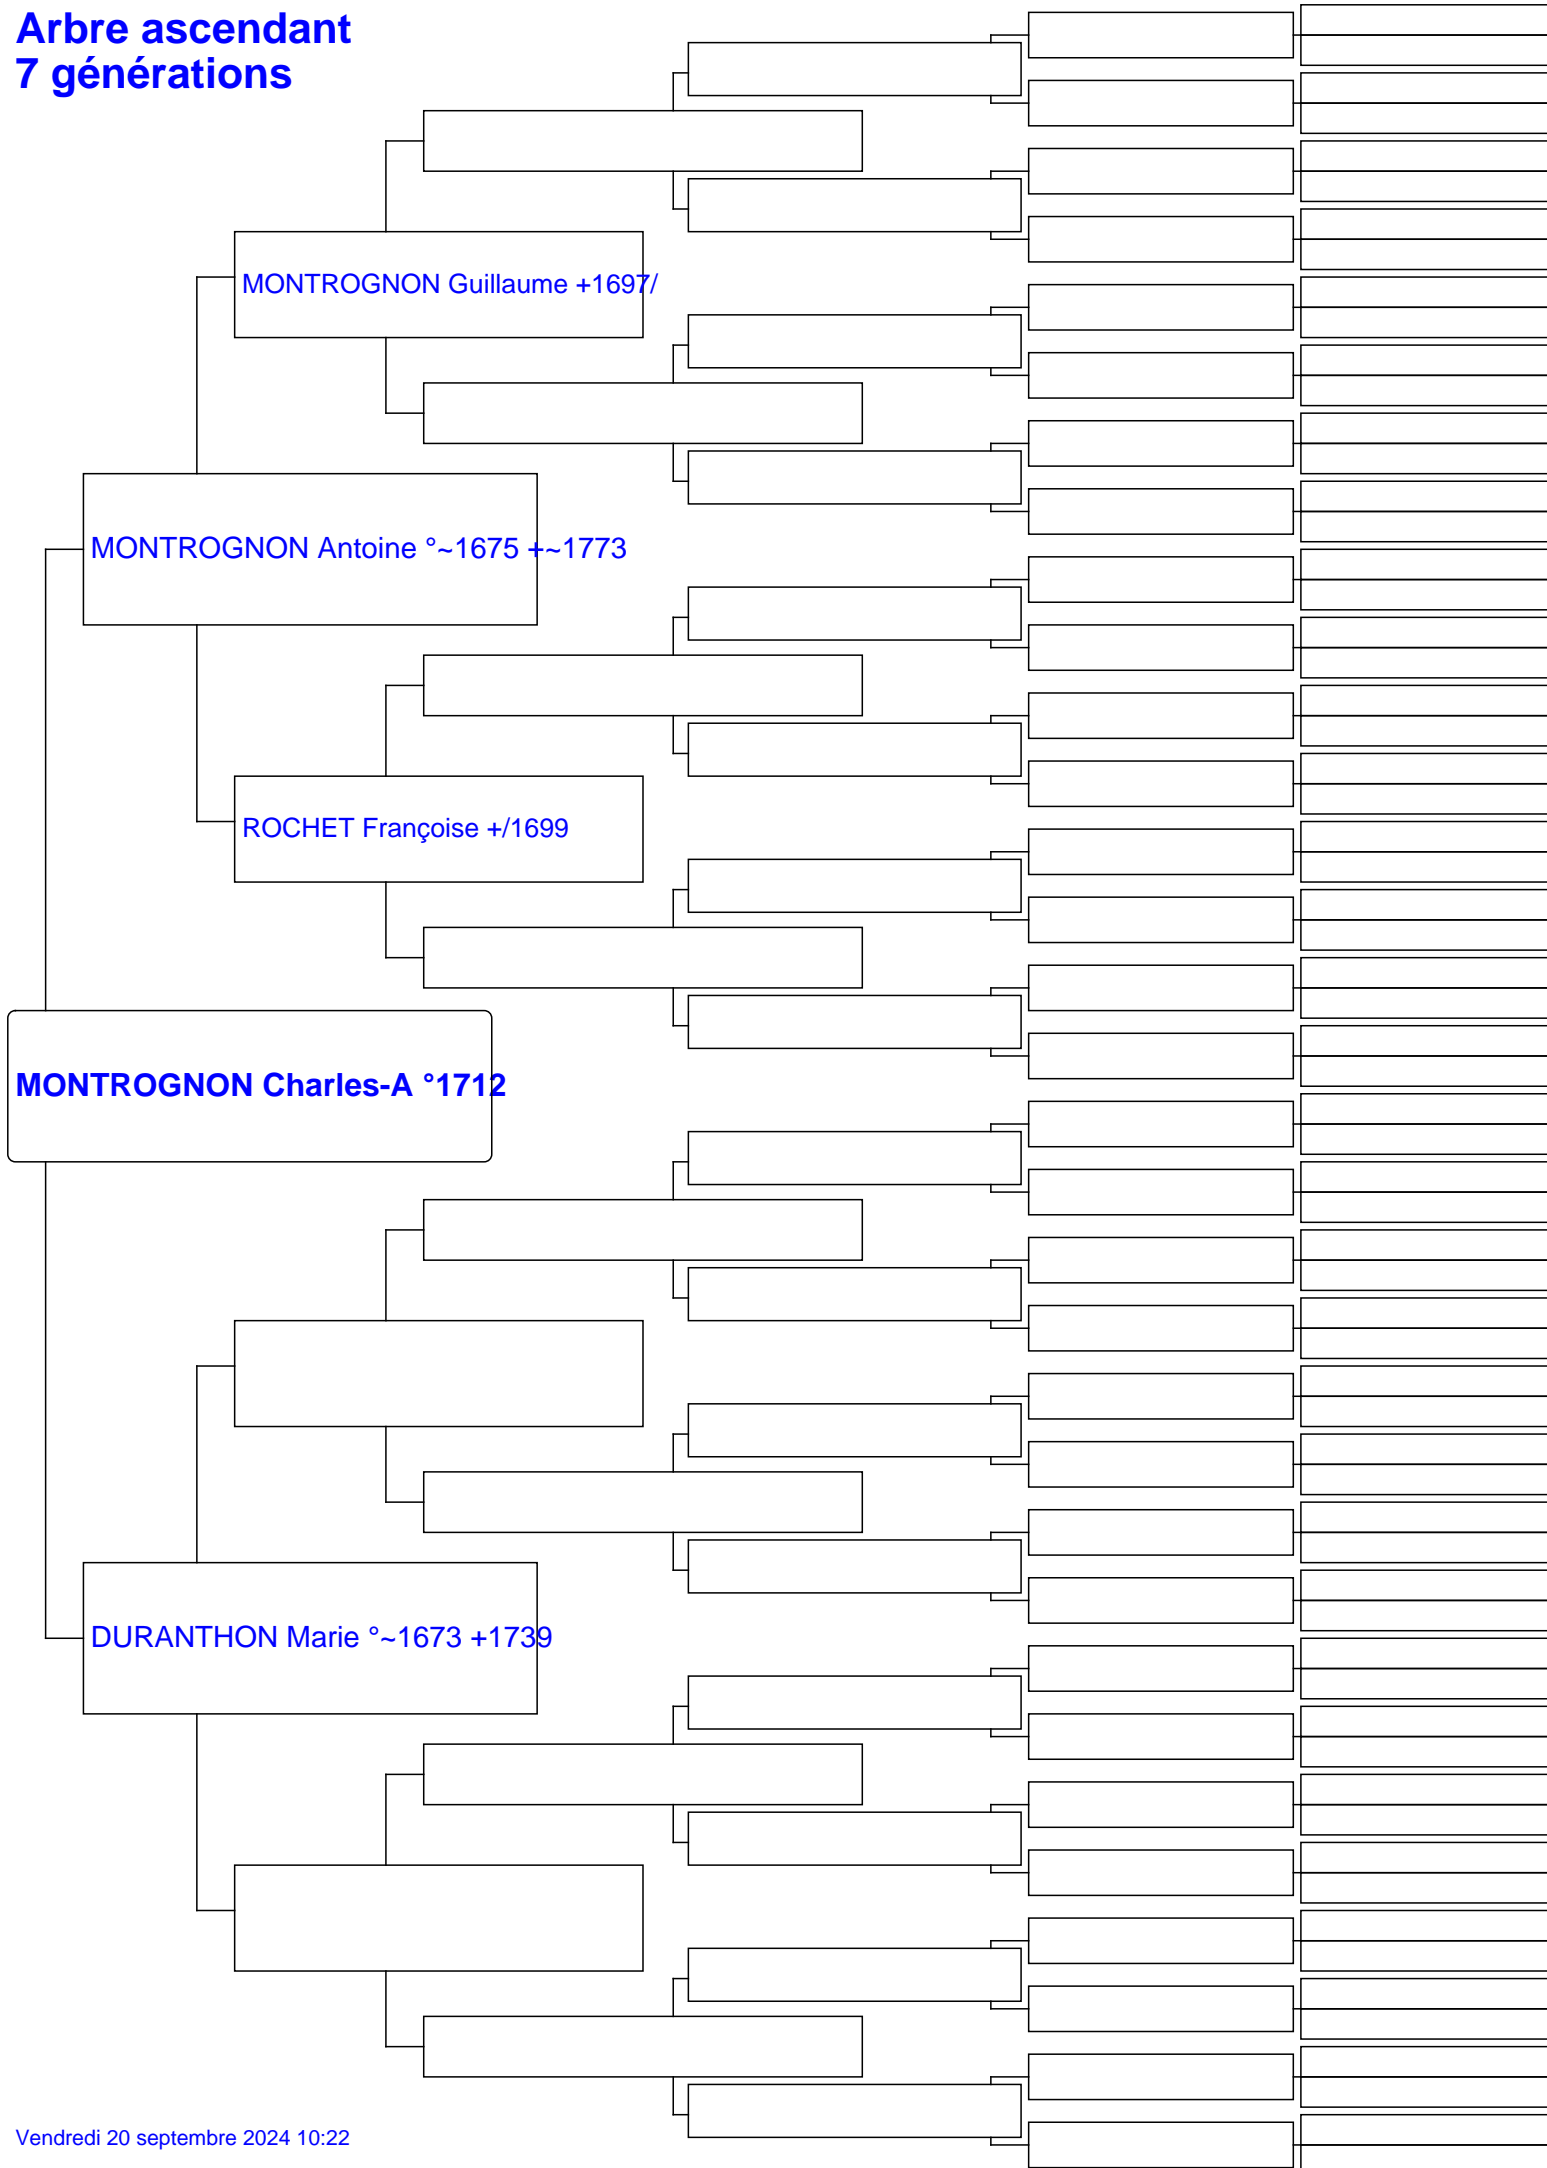 Arbre ascendant
7 générations
MONTROGNON Guillaume +1697/
MONTROGNON Antoine °~1675 +~1773
ROCHET Françoise +/1699
MONTROGNON Charles-A °1712
DURANTHON Marie °~1673 +1739
Vendredi 20 septembre 2024 10:22